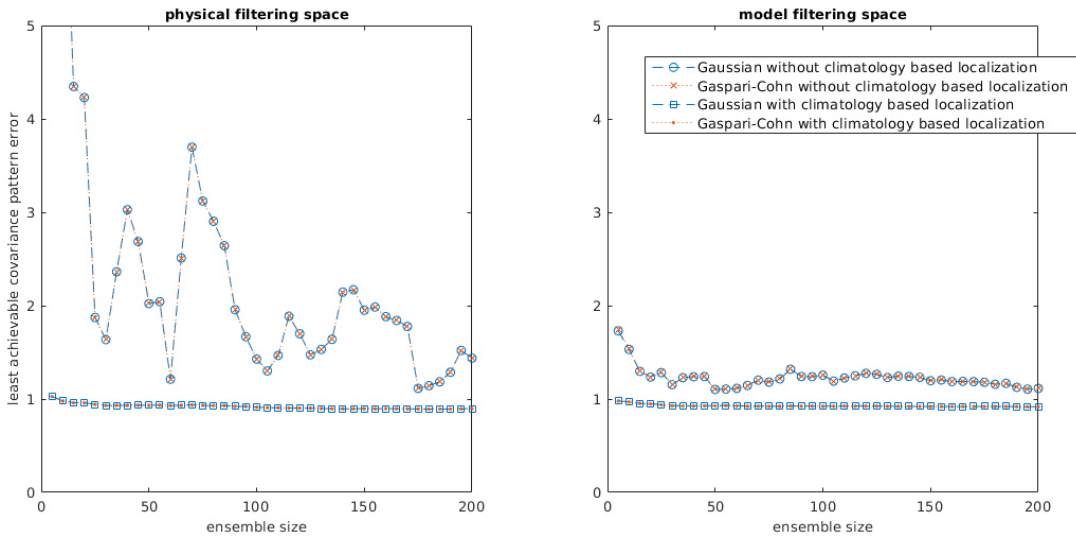 physical filtering space
least achievable covariance pattern error
5
4
3
2
1
0
0
50
100
150
200
ensemble size
model filtering space
Gaussian without climatology based localization
Gaspari-Cohn without climatology based localization
Gaussian with climatology based localization
Gaspari-Cohn with climatology based localization
5
4
3
2
1
0
0
50
100
150
200
ensemble size